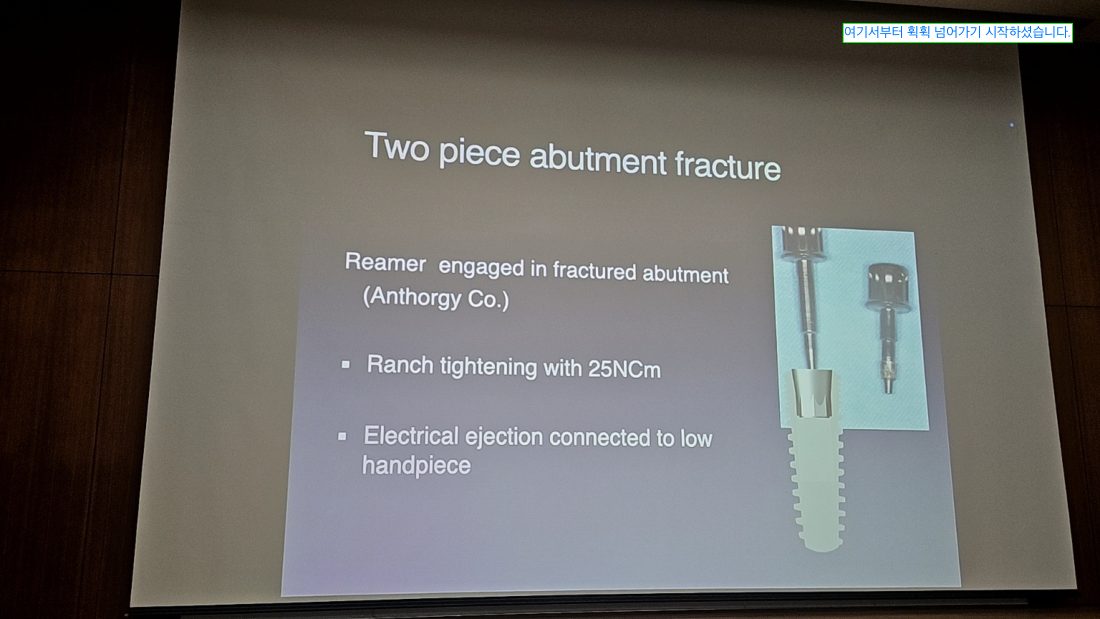 여기서부터 휙휙 넘어가기 시작하셨습니다.
Two piece abutment fracture
Reamer engaged in fractured abutment
(Anthorgy Co.)
▪ Ranch tightening with 25NCm
▪ Electrical ejection connected to low
handpiece